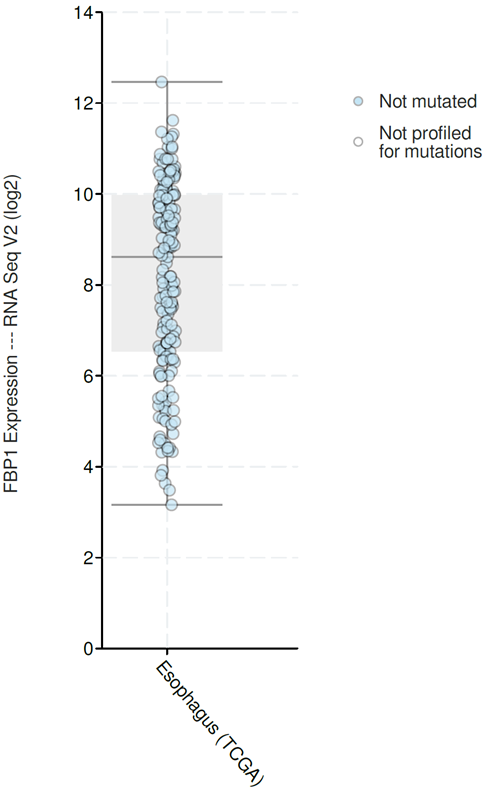 14
12
10
8
6
4
2
0
FBP1 Expression --- RNA Seq V2 (log2)
Esophagus (TCGA)
Not mutated
Not profiled
for mutations